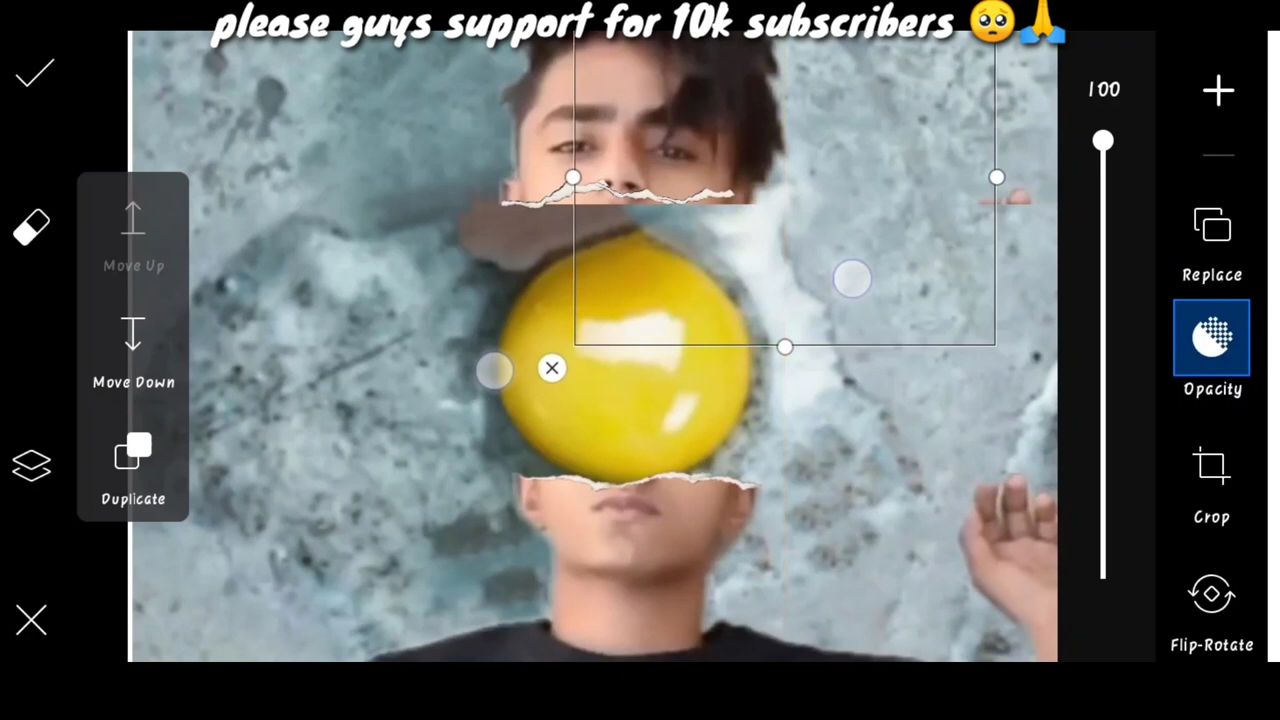 please guys support for 10k subscribers 🥺🙏
100
Move Up
Replace
Move Down
Opacity
Duplicate
Crop
Flip-Rotate